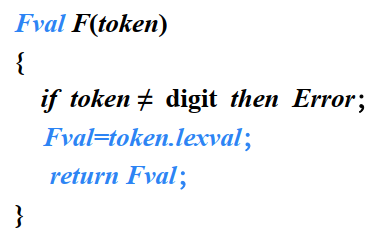 Fval F(token)
{
if token ≠ digit then Error;
Fval=token.lexval;
return Fval;
}